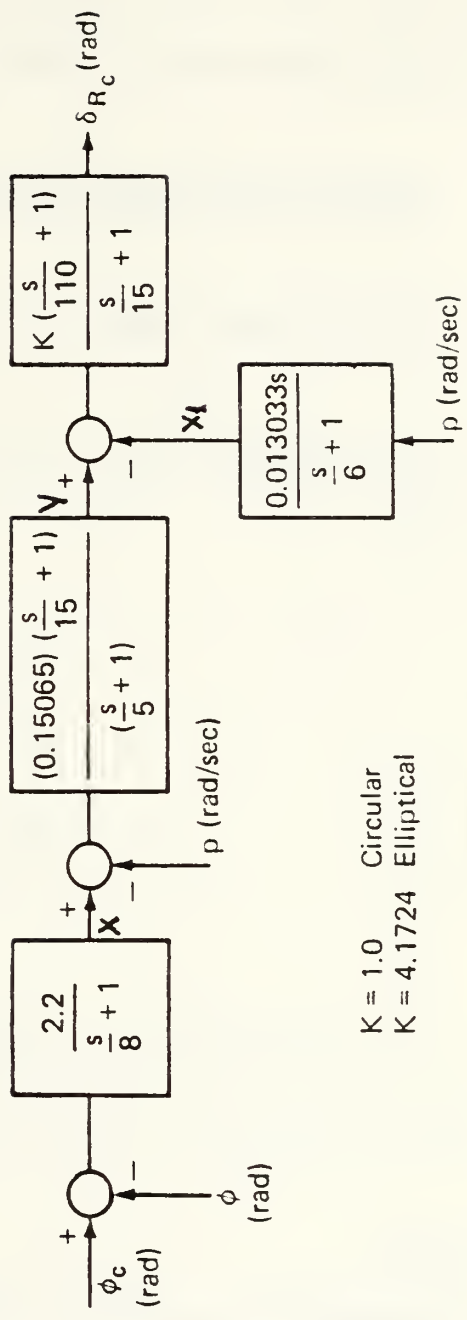 ϕc
(rad)
+
−
ϕ
(rad)
2.2
s
8
+ 1
X
+
−
p (rad/sec)
(0.15065) (s/15 + 1)
(s/5 + 1)
Y
+
−
X1
0.013033s
s/6 + 1
p (rad/sec)
K (s/110 + 1)
s/15 + 1
δRc (rad)
K = 1.0 Circular
K = 4.1724 Elliptical